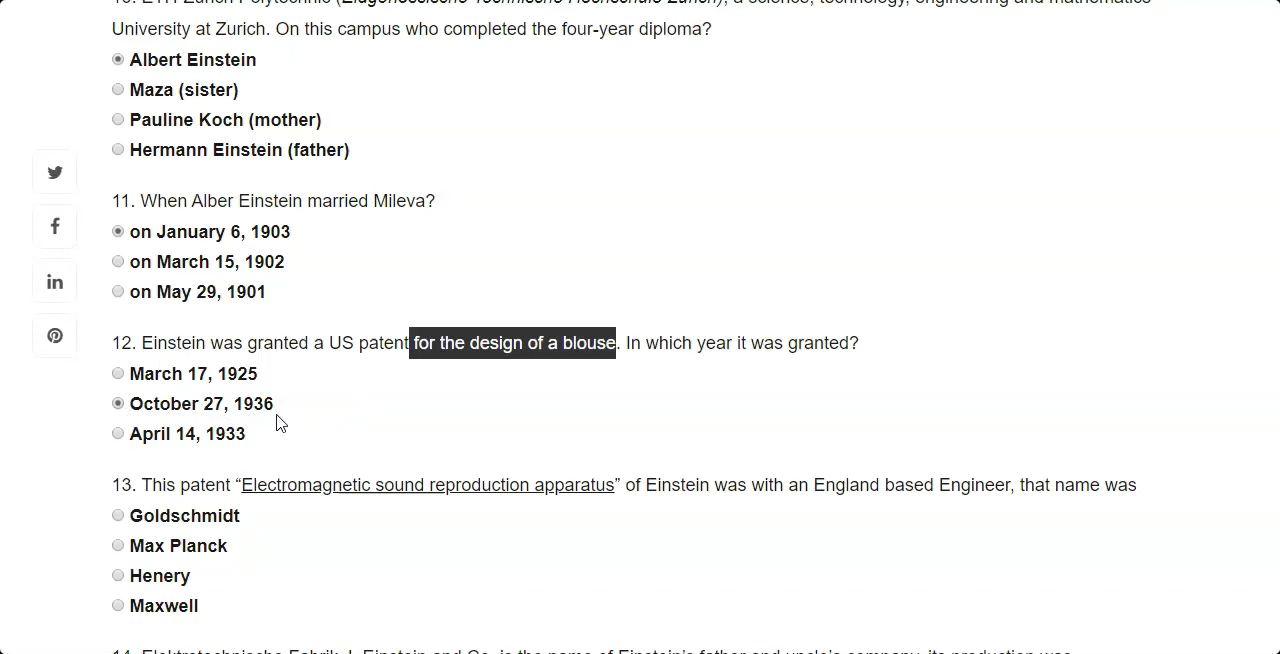 University at Zurich. On this campus who completed the four-year diploma?
Albert Einstein
Maza (sister)
Pauline Koch (mother)
Hermann Einstein (father)
11. When Alber Einstein married Mileva?
on January 6, 1903
on March 15, 1902
on May 29, 1901
12. Einstein was granted a US patent for the design of a blouse. In which year it was granted?
March 17, 1925
October 27, 1936
April 14, 1933
13. This patent “Electromagnetic sound reproduction apparatus” of Einstein was with an England based Engineer, that name was
Goldschmidt
Max Planck
Henery
Maxwell